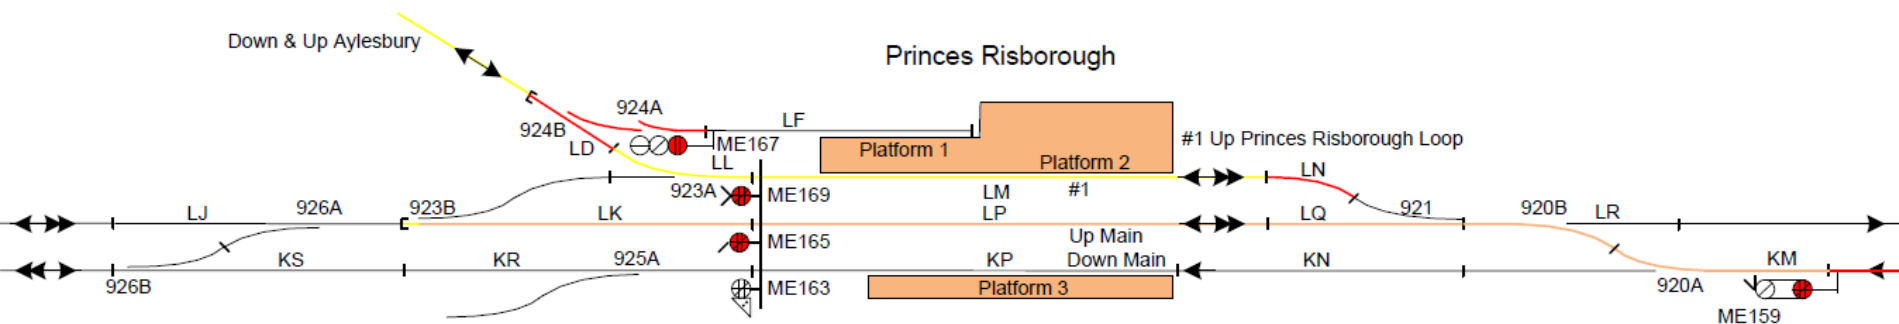 Princes Risborough
Down & Up Aylesbury
924A
924B
LF
ME167
#1 Up Princes Risborough Loop
LD
LL
Platform 1
Platform 2
LN
923A
ME169
LM
#1
LJ
926A
923B
LK
LP
LQ
921
920B
LR
ME165
Up Main
Down Main
KS
KR
925A
KP
KN
KM
926B
ME163
Platform 3
920A
ME159